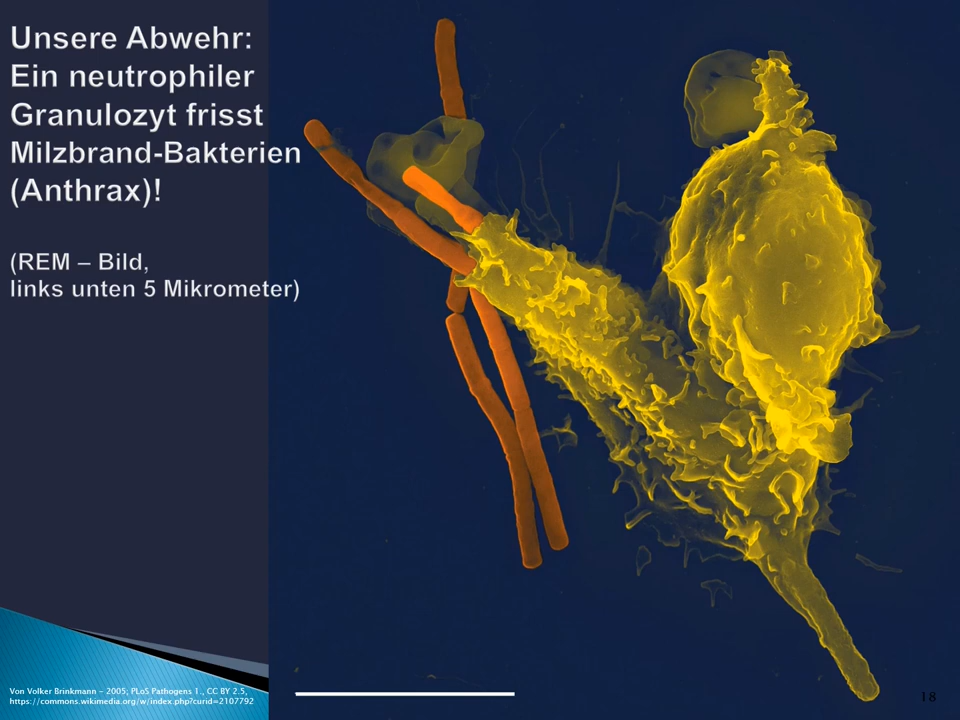 Unsere Abwehr:
Ein neutrophiler
Granulozyt frisst
Milzbrand-Bakterien
(Anthrax)!
(REM – Bild,
links unten 5 Mikrometer)
Von Volker Brinkmann - 2005; PLoS Pathogens 1., CC BY 2.5,
https://commons.wikimedia.org/w/index.php?curid=2107792
18